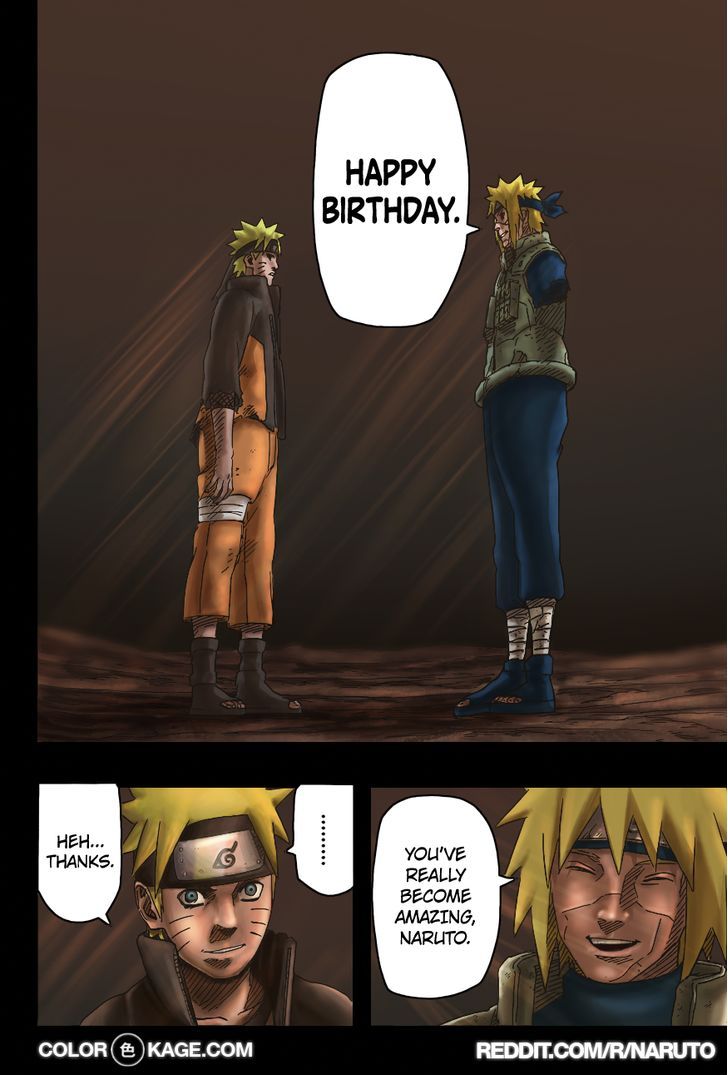 HAPPY
BIRTHDAY.
YOU'VE
REALLY
BECOME
AMAZING,
NARUTO.
.........
HEH...
THANKS.
COLOR 色 KAGE.COM
REDDIT.COM/R/NARUTO